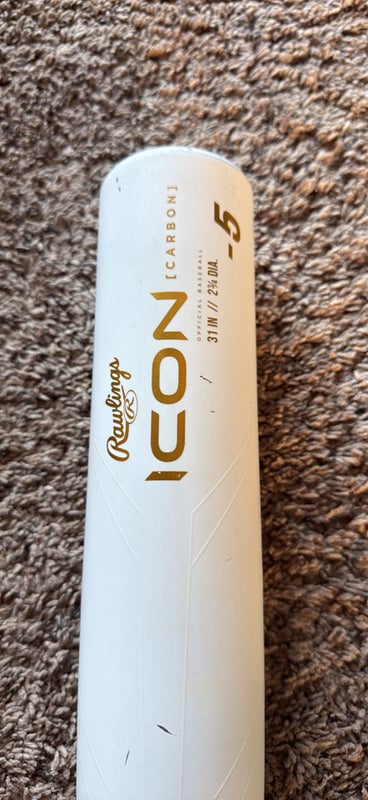 Rawlings
R
ICON
[CARBON]
OFFICIAL BASEBALL
31 IN // 2¾ DIA.
-5